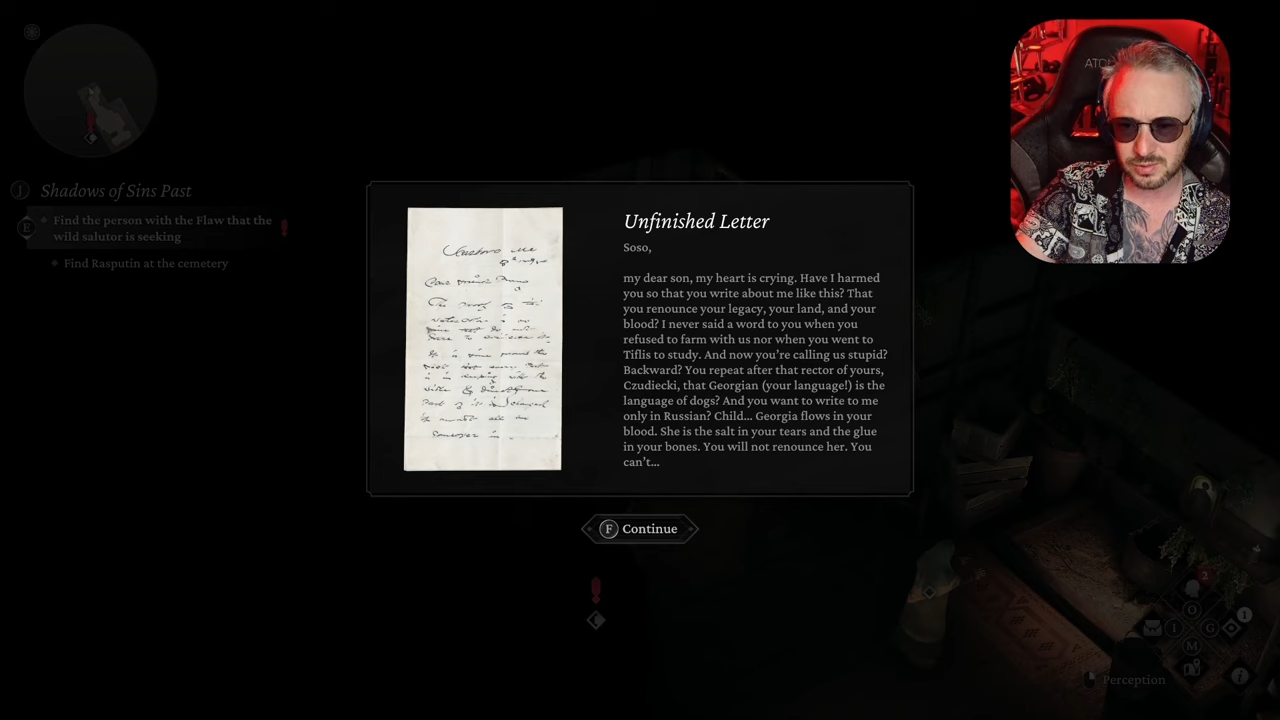 ATO
J Shadows of Sins Past
E Find the person with the Flaw that the
wild salutor is seeking
Find Rasputin at the cemetery
Unfinished Letter
Soso,
my dear son, my heart is crying. Have I harmed
you so that you write about me like this? That
you renounce your legacy, your land, and your
blood? I never said a word to you when you
refused to farm with us nor when you went to
Tiflis to study. And now you're calling us stupid?
Backward? You repeat after that rector of yours,
Czudiecki, that Georgian (your language!) is the
language of dogs? And you want to write to me
only in Russian? Child... Georgia flows in your
blood. She is the salt in your tears and the glue
in your bones. You will not renounce her. You
can't...
F Continue
2
O
1
I G
M
Perception